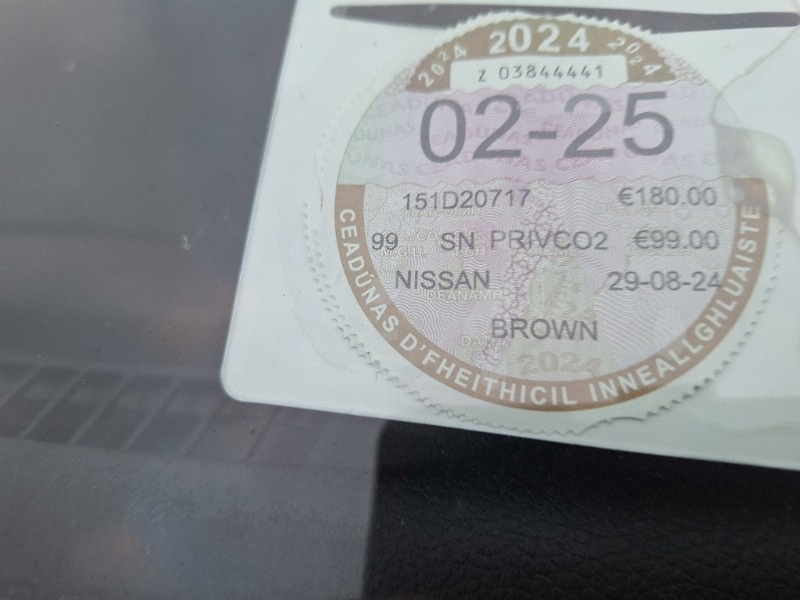 2024 2024 2024
Z 03844441
02-25
151D20717 €180.00
99 SN PRIVCO2 €99.00
NISSAN 29-08-24
DEANAMH
BROWN
2024
CEADÚNAS D'FHEITHICIL INNEALLGHLUAISTE